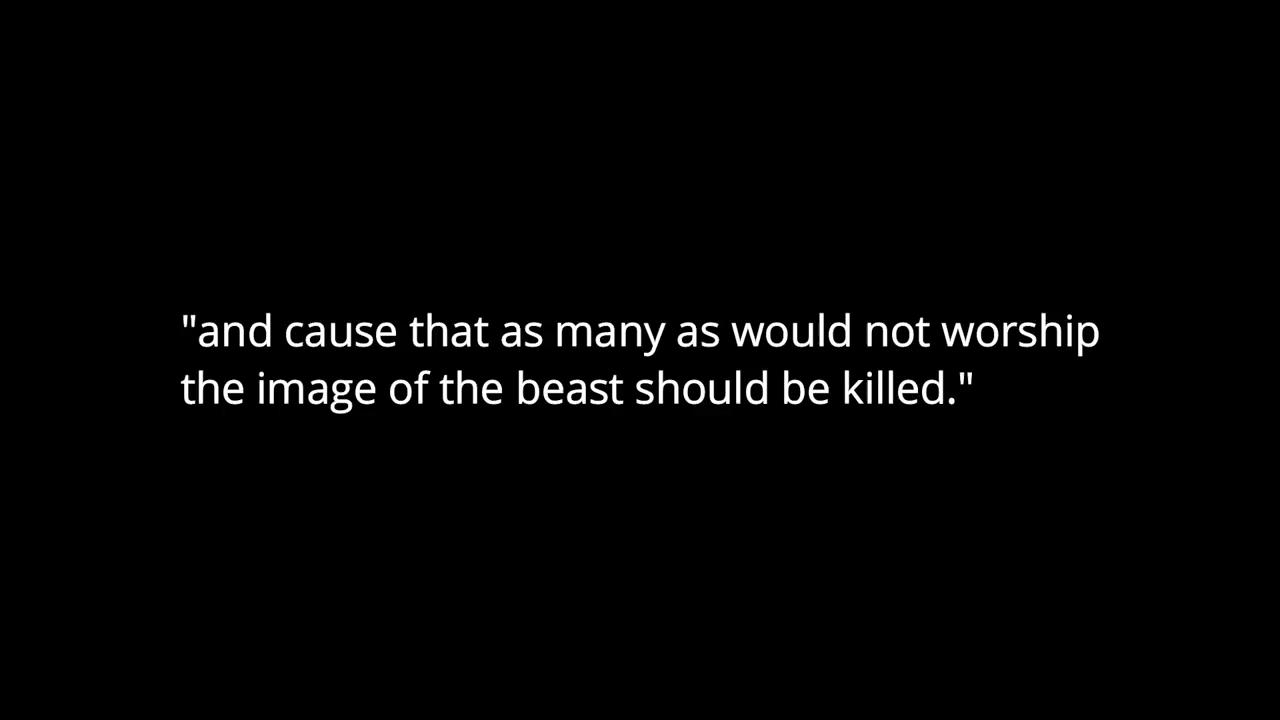 "and cause that as many as would not worship
the image of the beast should be killed."